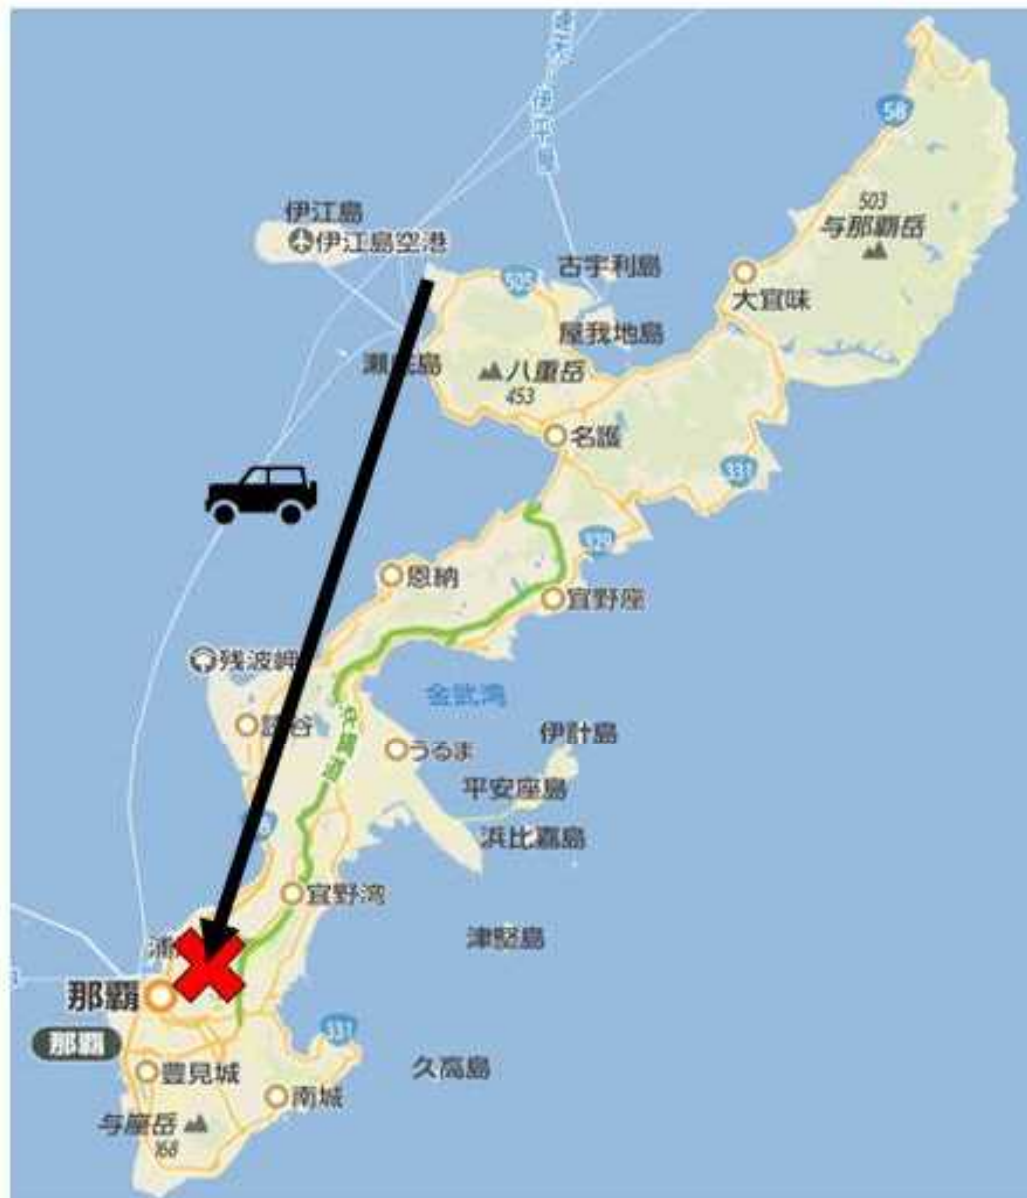 伊平屋
58
伊江島
伊江島空港
503
与那覇岳
古宇利島
505
大宜味
屋我地島
八重岳
453
名護
331
329
恩納
宜野座
残波岬
金武湾
うるま
伊計島
平安座島
浜比嘉島
宜野湾
津堅島
那覇
那覇
331
久高島
豊見城
南城
与座岳
168